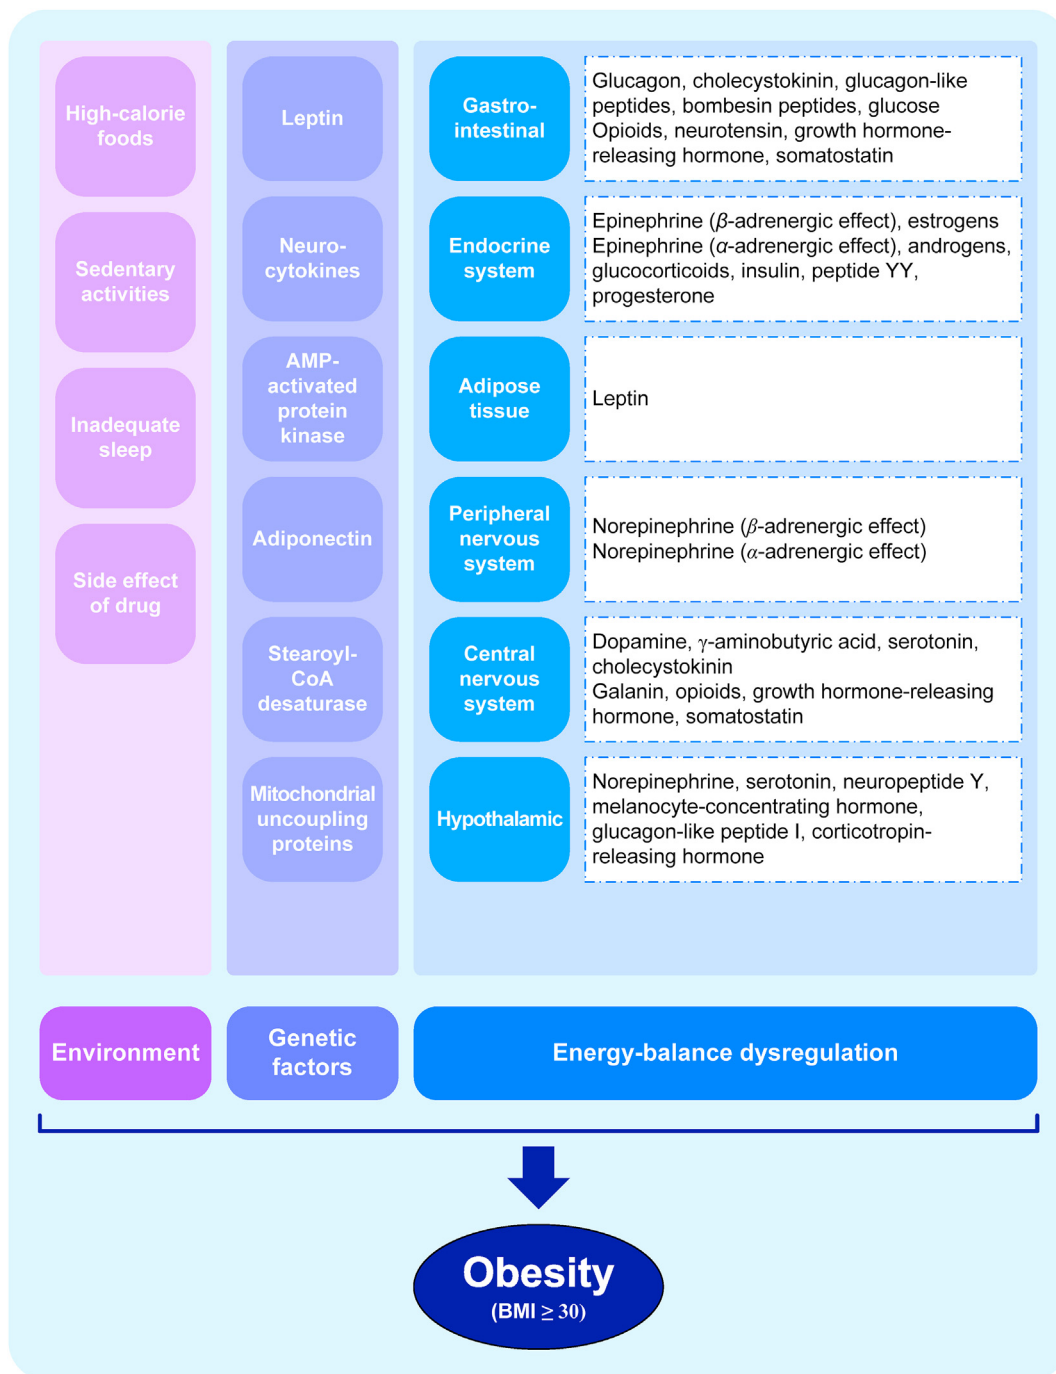 High-calorie
foods
Sedentary
activities
Inadequate
sleep
Side effect
of drug
Environment
Leptin
Neuro-
cytokines
AMP-
activated
protein
kinase
Adiponectin
Stearoyl-
CoA
desaturase
Mitochondrial
uncoupling
proteins
Genetic
factors
Gastro-
intestinal
Glucagon, cholecystokinin, glucagon-like
peptides, bombesin peptides, glucose
Opioids, neurotensin, growth hormone-
releasing hormone, somatostatin
Endocrine
system
Epinephrine (β-adrenergic effect), estrogens
Epinephrine (α-adrenergic effect), androgens,
glucocorticoids, insulin, peptide YY,
progesterone
Adipose
tissue
Leptin
Peripheral
nervous
system
Norepinephrine (β-adrenergic effect)
Norepinephrine (α-adrenergic effect)
Central
nervous
system
Dopamine, γ-aminobutyric acid, serotonin,
cholecystokinin
Galanin, opioids, growth hormone-releasing
hormone, somatostatin
Hypothalamic
Norepinephrine, serotonin, neuropeptide Y,
melanocyte-concentrating hormone,
glucagon-like peptide I, corticotropin-
releasing hormone
Energy-balance dysregulation
Obesity
(BMI ≥ 30)